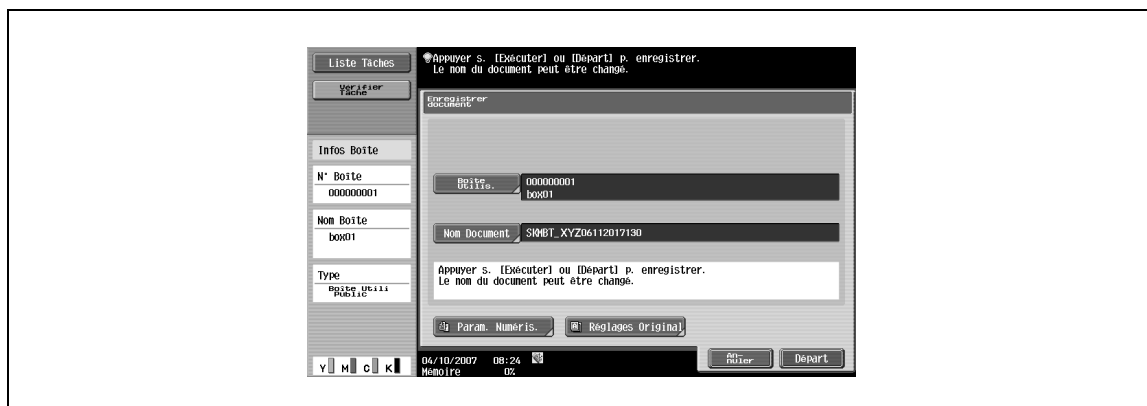 Liste Tâches
Vérifier
Tâche
Appuyer s. [Exécuter] ou [Départ] p. enregistrer.
Le nom du document peut être changé.
Enregistrer
document
Infos Boîte
N° Boîte
000000001
Nom Boîte
box01
Type
Boîte Utili
Public
Boîte
Utilis.
000000001
box01
Nom Document
SKMBT_XYZ06112017130
Appuyer s. [Exécuter] ou [Départ] p. enregistrer.
Le nom du document peut être changé.
Param. Numéris.
Réglages Original
Y M C K
04/10/2007 08:24
Mémoire 0%
An-
nuler
Départ